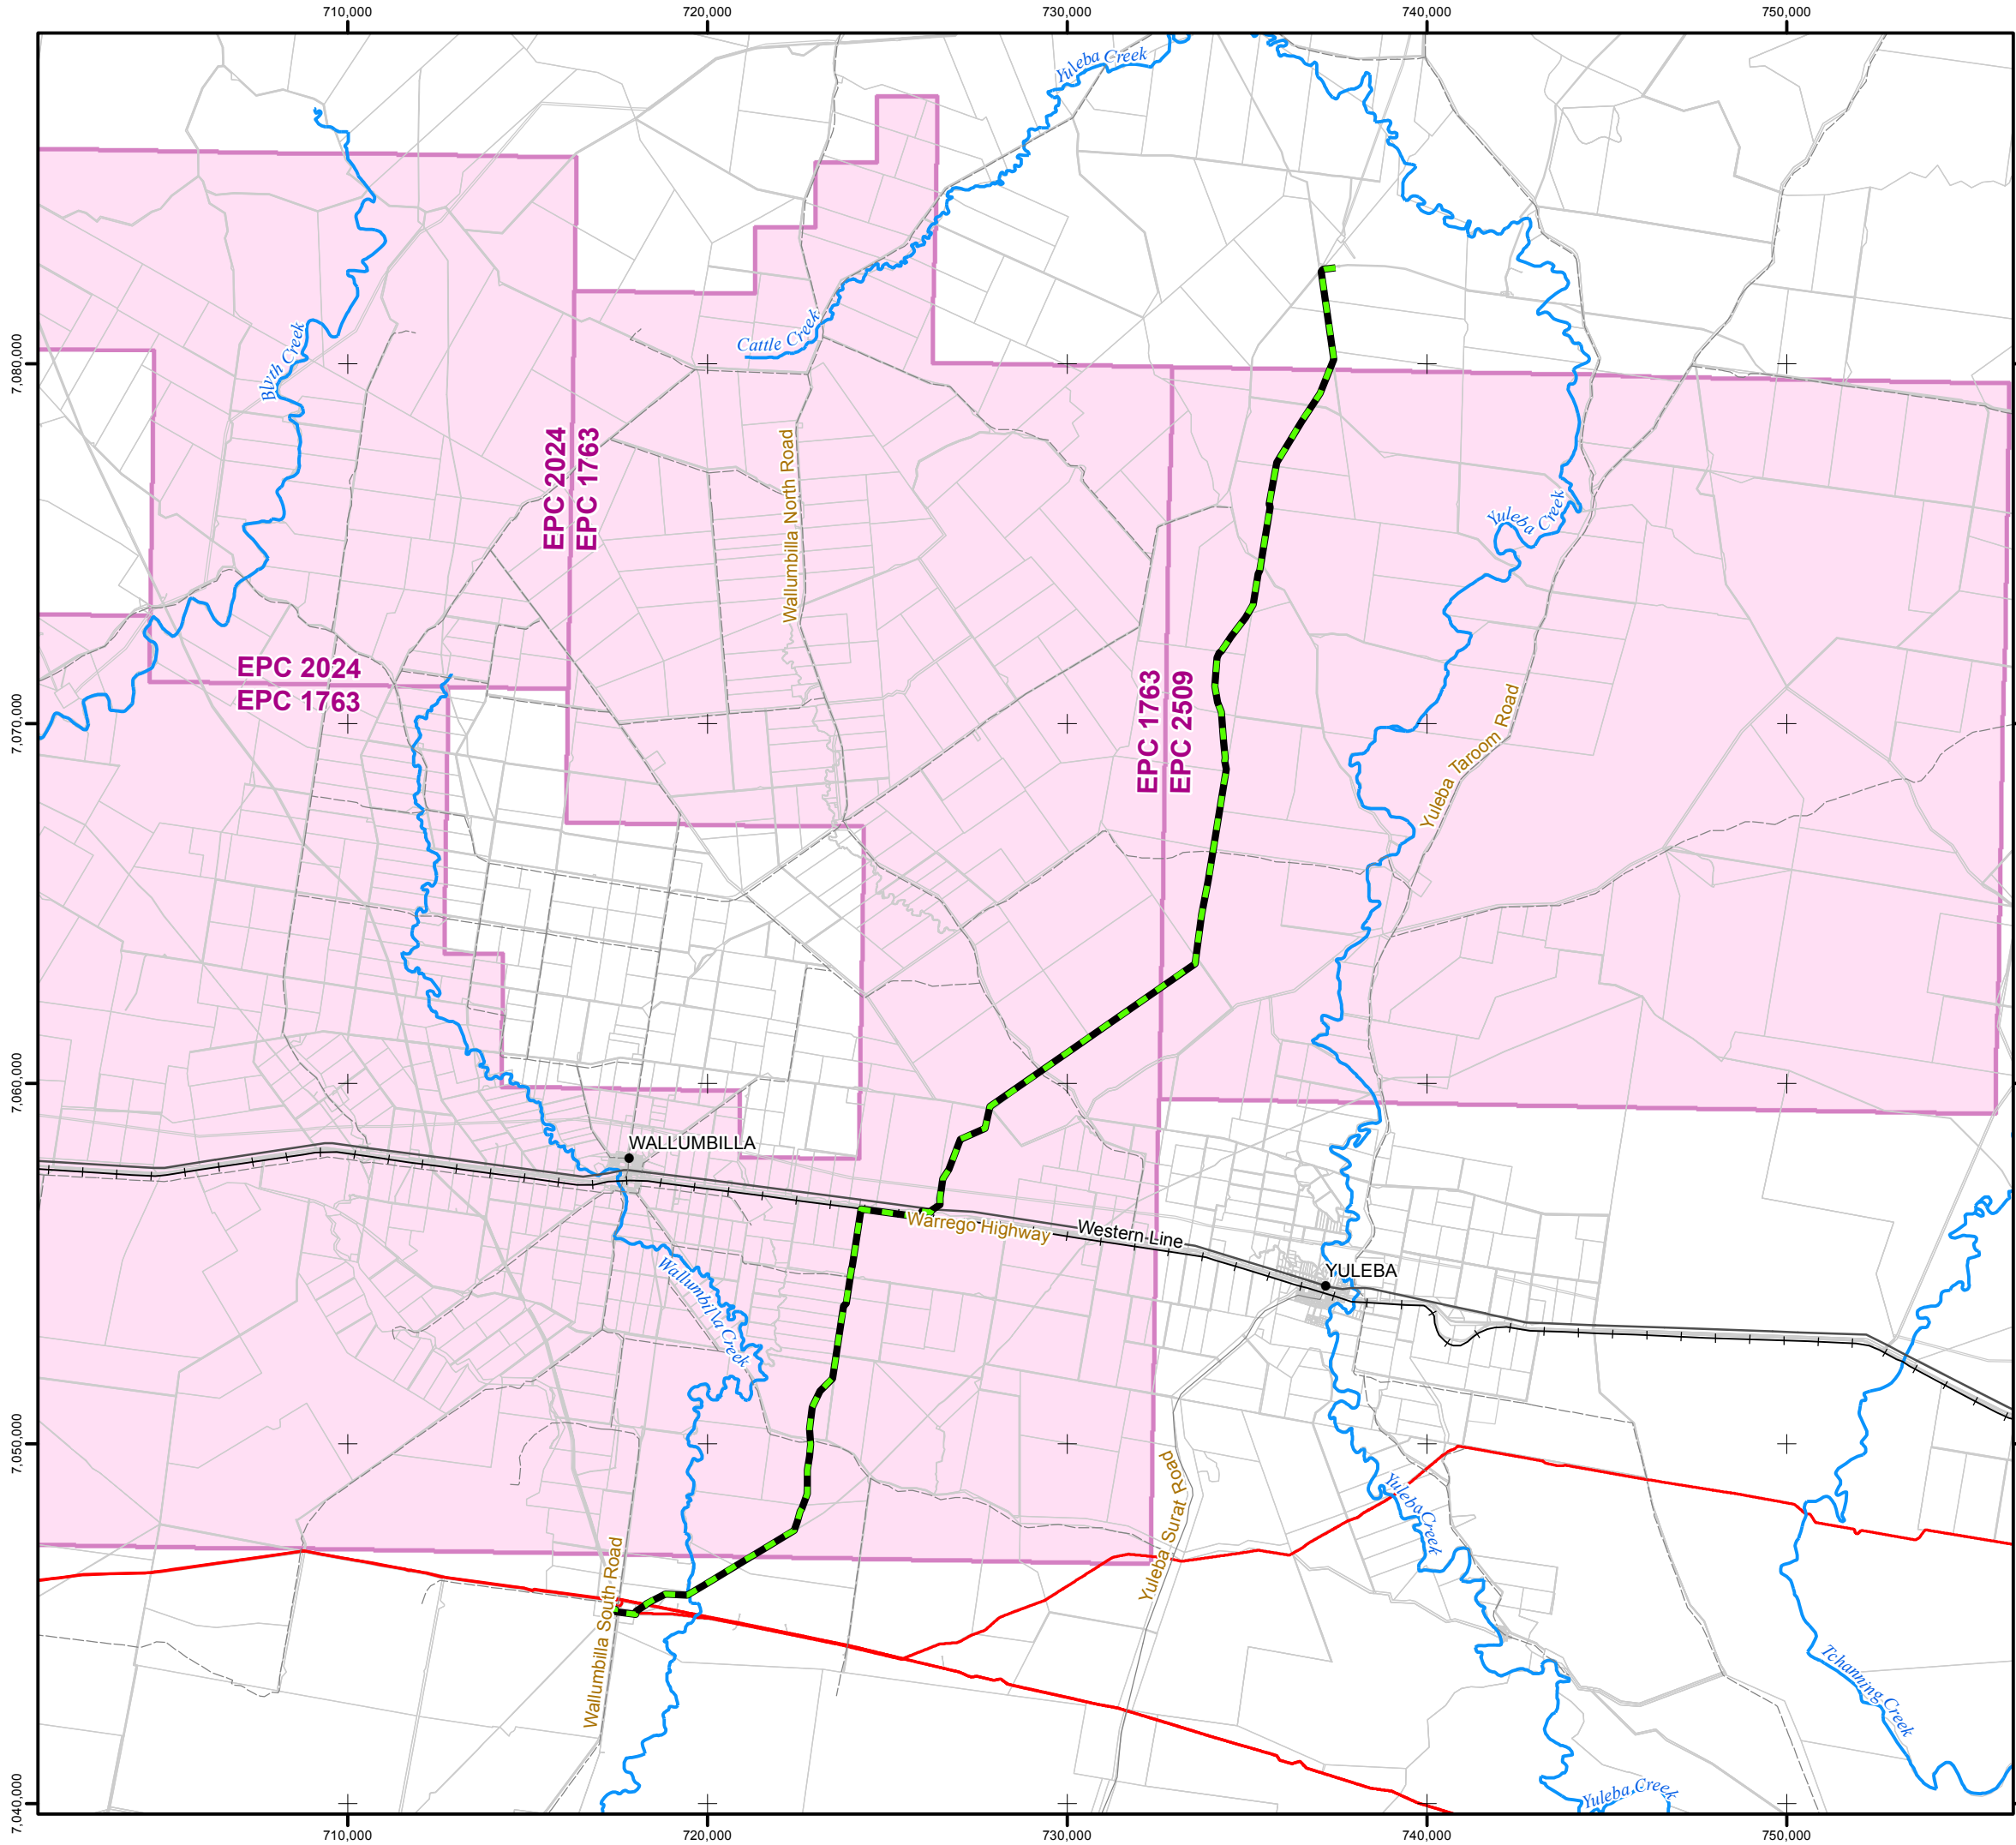 710,000
720,000
730,000
740,000
750,000
Yuleba Creek
Cattle Creek
Blyth Creek
7,080,000
EPC 2024
EPC 1763
Wallumbilla North Road
Yuleba Creek
EPC 2024
EPC 1763
EPC 1763
EPC 2509
Yuleba Taroom Road
7,070,000
7,060,000
WALLUMBILLA
Warrego Highway
Western Line
YULEBA
Wallumbilla Creek
7,050,000
Yuleba Surat Road
Yuleba Creek
Wallumbilla South Road
Tchanning Creek
Yuleba Creek
7,040,000
710,000
720,000
730,000
740,000
750,000